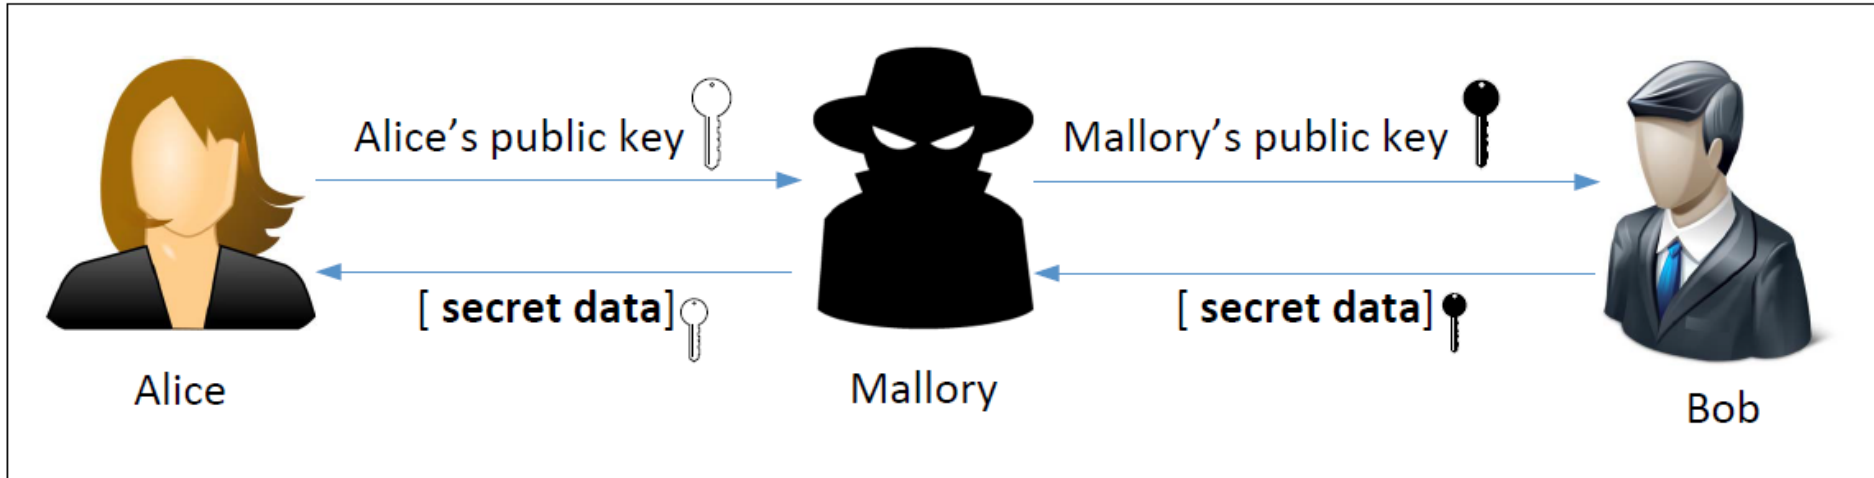 Alice's public key
Mallory's public key
[ secret data]
[ secret data]
Alice
Mallory
Bob